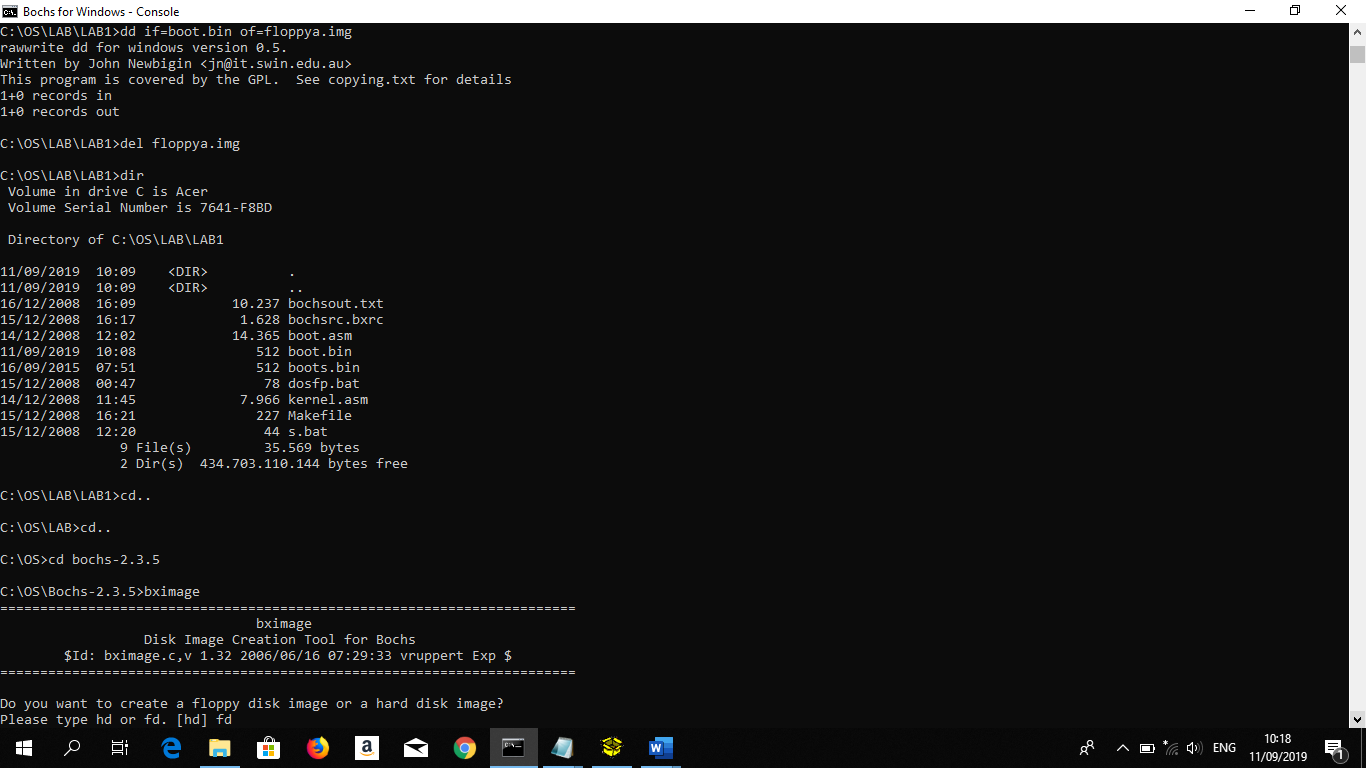 Bochs for Windows - Console
C:\OS\LAB\LAB1>dd if=boot.bin of=floppya.img
rawwrite dd for windows version 0.5.
Written by John Newbigin <jn@it.swin.edu.au>
This program is covered by the GPL.  See copying.txt for details
1+0 records in
1+0 records out
C:\OS\LAB\LAB1>del floppya.img
C:\OS\LAB\LAB1>dir
 Volume in drive C is Acer
 Volume Serial Number is 7641-F8BD
 Directory of C:\OS\LAB\LAB1
11/09/2019  10:09    <DIR>          .
11/09/2019  10:09    <DIR>          ..
16/12/2008  16:09            10.237 bochsout.txt
15/12/2008  16:17             1.628 bochsrc.bxrc
14/12/2008  12:02            14.365 boot.asm
11/09/2019  10:08               512 boot.bin
16/09/2015  07:51               512 boots.bin
15/12/2008  00:47                78 dosfp.bat
14/12/2008  11:45             7.966 kernel.asm
15/12/2008  16:21               227 Makefile
15/12/2008  12:20                44 s.bat
               9 File(s)         35.569 bytes
               2 Dir(s)  434.703.110.144 bytes free
C:\OS\LAB\LAB1>cd..
C:\OS\LAB>cd..
C:\OS>cd bochs-2.3.5
C:\OS\Bochs-2.3.5>bximage
========================================================================
                                bximage
                  Disk Image Creation Tool for Bochs
        $Id: bximage.c,v 1.32 2006/06/16 07:29:33 vruppert Exp $
========================================================================
Do you want to create a floppy disk image or a hard disk image?
Please type hd or fd. [hd] fd
ENG
10:18
11/09/2019
1